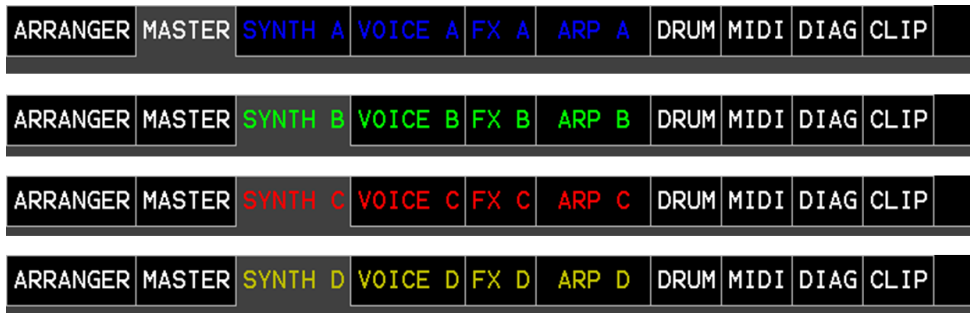 ARRANGER MASTER SYNTH A VOICE A FX A ARP A DRUM MIDI DIAG CLIP
ARRANGER MASTER SYNTH B VOICE B FX B ARP B DRUM MIDI DIAG CLIP
ARRANGER MASTER SYNTH C VOICE C FX C ARP C DRUM MIDI DIAG CLIP
ARRANGER MASTER SYNTH D VOICE D FX D ARP D DRUM MIDI DIAG CLIP